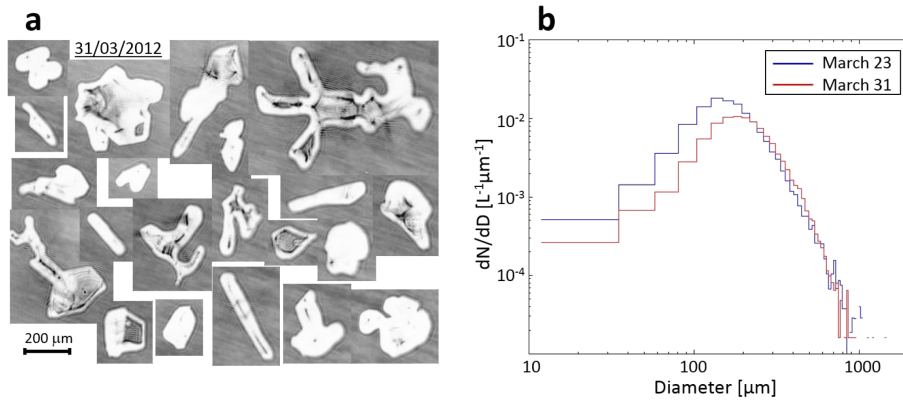 a
31/03/2012
200 µm
b
dN/dD [L⁻¹µm⁻¹]
10⁻¹
10⁻²
10⁻³
10⁻⁴
March 23
March 31
10
100
1000
Diameter [µm]